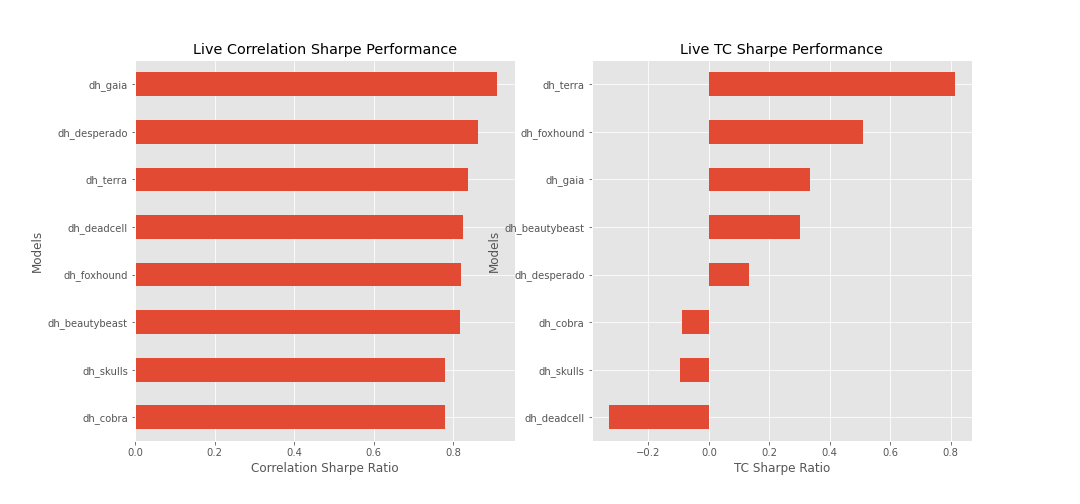 Live Correlation Sharpe Performance
Models
dh_gaia
dh_desperado
dh_terra
dh_deadcell
dh_foxhound
dh_beautybeast
dh_skulls
dh_cobra
0.0 0.2 0.4 0.6 0.8
Correlation Sharpe Ratio
Live TC Sharpe Performance
Models
dh_terra
dh_foxhound
dh_gaia
dh_beautybeast
dh_desperado
dh_cobra
dh_skulls
dh_deadcell
−0.2 0.0 0.2 0.4 0.6 0.8
TC Sharpe Ratio